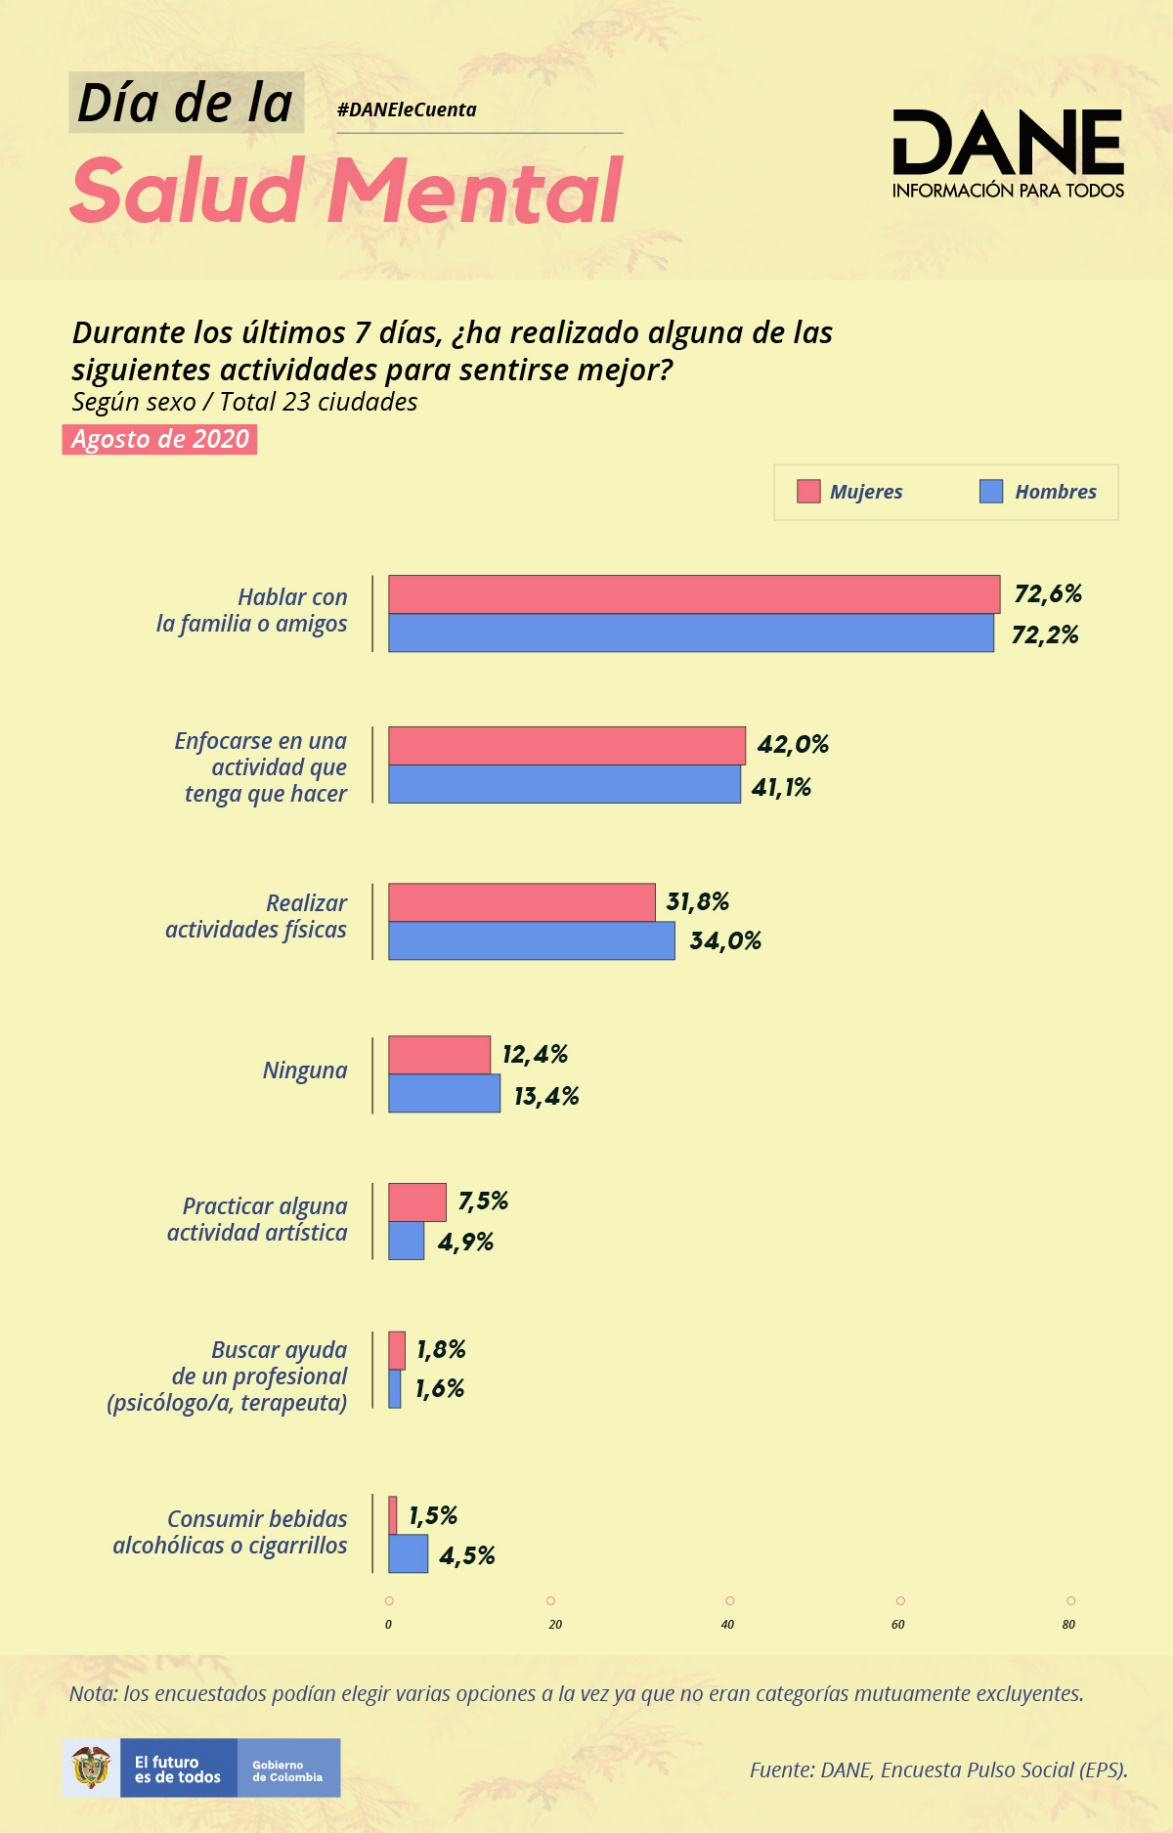 Día de la
#DANEleCuenta
Salud Mental
DANE
INFORMACIÓN PARA TODOS
Durante los últimos 7 días, ¿ha realizado alguna de las
siguientes actividades para sentirse mejor?
Según sexo / Total 23 ciudades
Agosto de 2020
Mujeres
Hombres
Hablar con
la familia o amigos
72,6%
72,2%
Enfocarse en una
actividad que
tenga que hacer
42,0%
41,1%
Realizar
actividades físicas
31,8%
34,0%
Ninguna
12,4%
13,4%
Practicar alguna
actividad artística
7,5%
4,9%
Buscar ayuda
de un profesional
(psicólogo/a, terapeuta)
1,8%
1,6%
Consumir bebidas
alcohólicas o cigarrillos
1,5%
4,5%
0 20 40 60 80
Nota: los encuestados podían elegir varias opciones a la vez ya que no eran categorías mutuamente excluyentes.
El futuro
es de todos
Gobierno
de Colombia
Fuente: DANE, Encuesta Pulso Social (EPS).